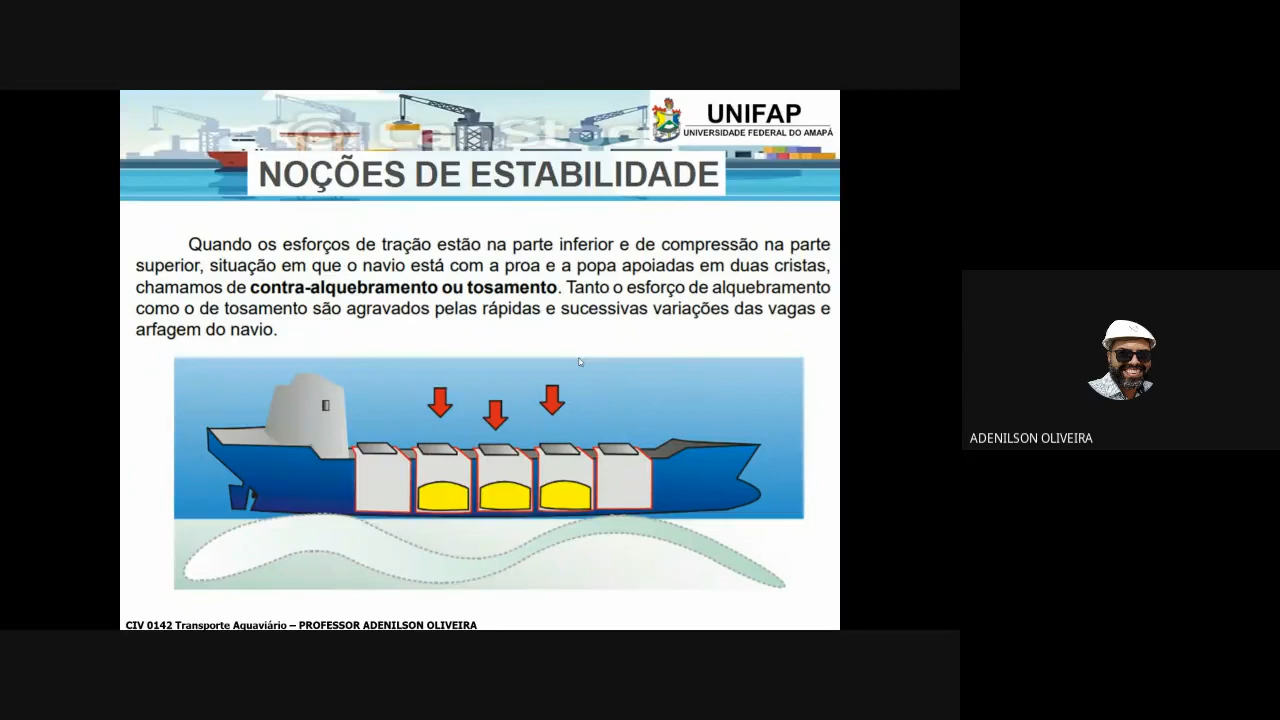 UNIFAP
UNIVERSIDADE FEDERAL DO AMAPÁ
NOÇÕES DE ESTABILIDADE
Quando os esforços de tração estão na parte inferior e de compressão na parte
superior, situação em que o navio está com a proa e a popa apoiadas em duas cristas,
chamamos de contra-alquebramento ou tosamento. Tanto o esforço de alquebramento
como o de tosamento são agravados pelas rápidas e sucessivas variações das vagas e
arfagem do navio.
ADENILSON OLIVEIRA
CIV 0142 Transporte Aquaviário – PROFESSOR ADENILSON OLIVEIRA